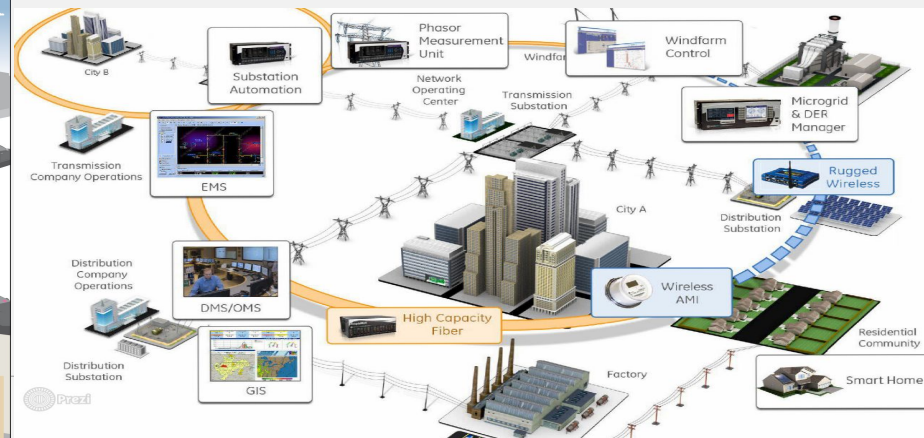 City B
Substation
Automation
Phasor
Measurement
Unit
Windfarm
Control
Network
Operating
Center
Transmission
Substation
Microgrid
& DER
Manager
Transmission
Company Operations
EMS
Rugged
Wireless
City A
Distribution
Substation
Distribution
Company
Operations
DMS/OMS
Wireless
AMI
High Capacity
Fiber
Residential
Community
Distribution
Substation
GIS
Factory
Smart Home
Prezi